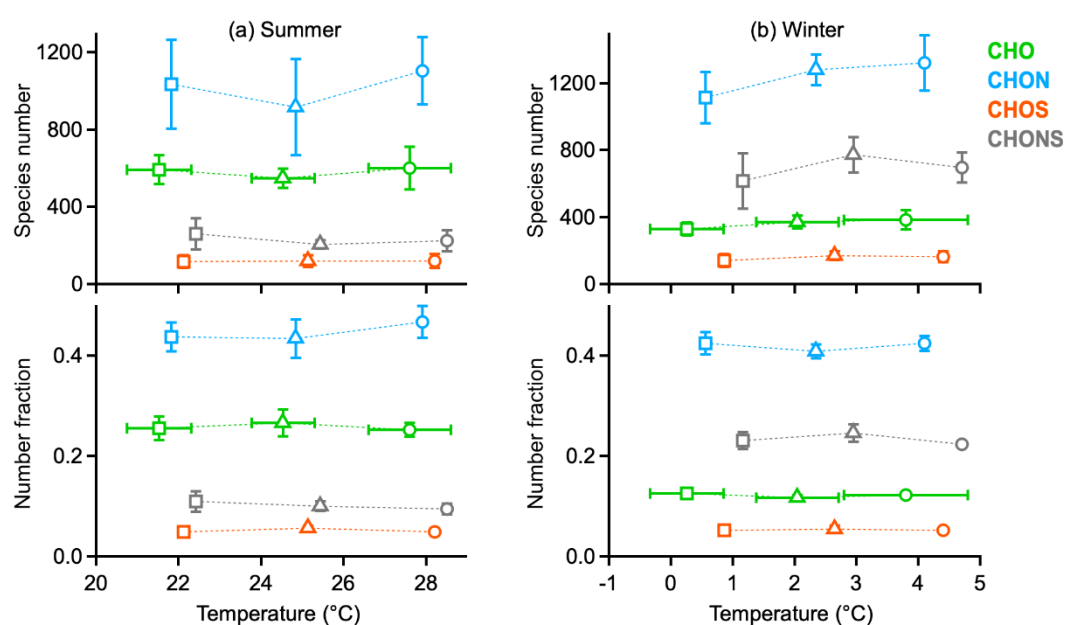 (a) Summer
(b) Winter
CHO
CHON
CHOS
CHONS
Species number
1200
800
400
0
Species number
1200
800
400
0
Number fraction
0.4
0.2
0.0
Number fraction
0.4
0.2
0.0
20 22 24 26 28
Temperature (°C)
-1 0 1 2 3 4 5
Temperature (°C)